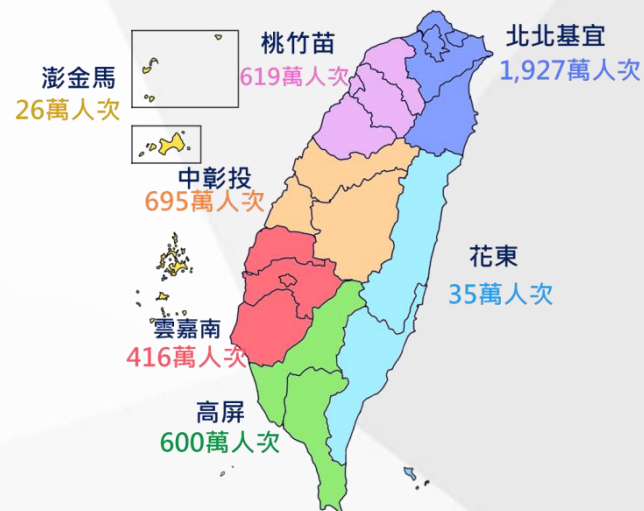 北北基宜
1,927萬人次
桃竹苗
619萬人次
澎金馬
26萬人次
中彰投
695萬人次
花東
35萬人次
雲嘉南
416萬人次
高屏
600萬人次